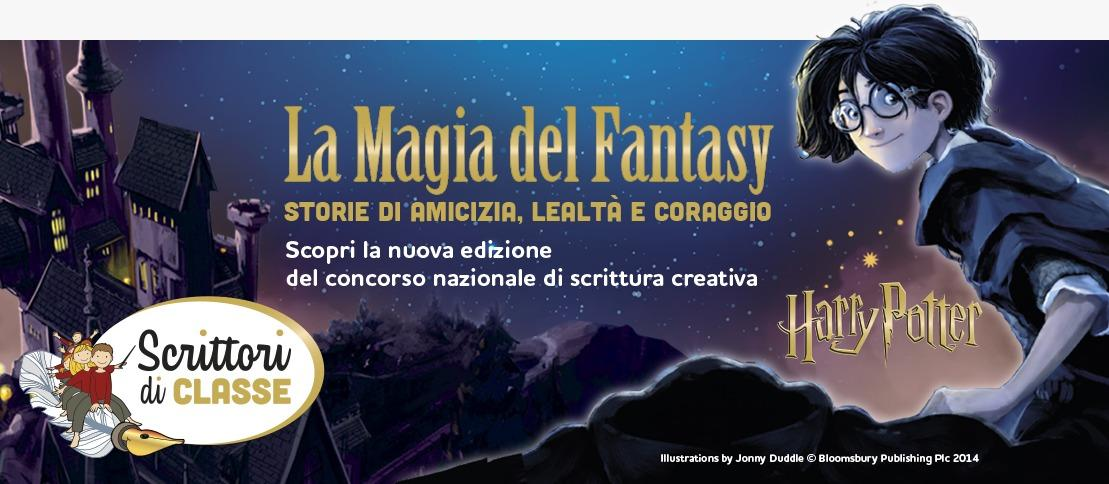 La Magia del Fantasy
STORIE DI AMICIZIA, LEALTÀ E CORAGGIO
Scopri la nuova edizione
del concorso nazionale di scrittura creativa
Harry Potter
Scrittori
di CLASSE
Illustrations by Jonny Duddle © Bloomsbury Publishing Plc 2014